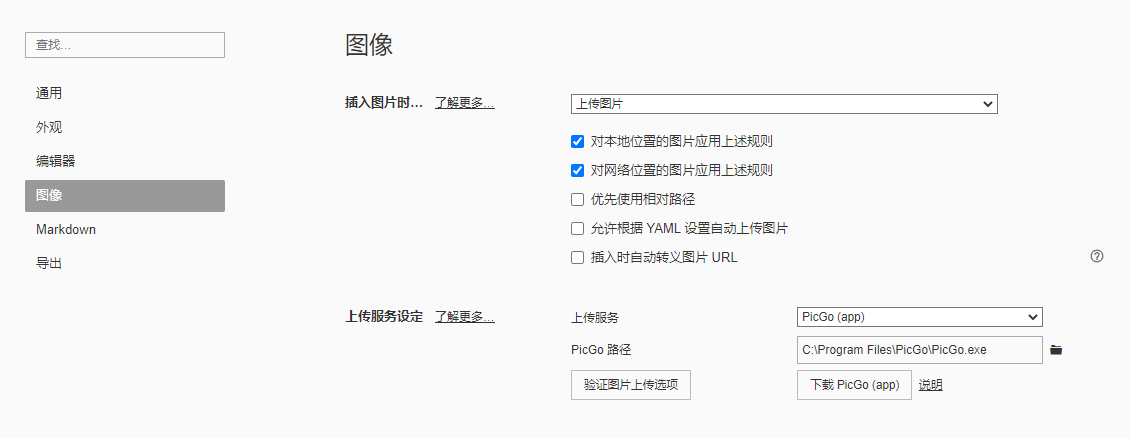 查找...
通用
外观
编辑器
图像
Markdown
导出
图像
插入图片时... 了解更多... 上传图片
对本地位置的图片应用上述规则
对网络位置的图片应用上述规则
优先使用相对路径
允许根据 YAML 设置自动上传图片
插入时自动转义图片 URL
上传服务设定 了解更多... 上传服务 PicGo (app)
PicGo 路径 C:\Program Files\PicGo\PicGo.exe
验证图片上传选项 下载 PicGo (app) 说明